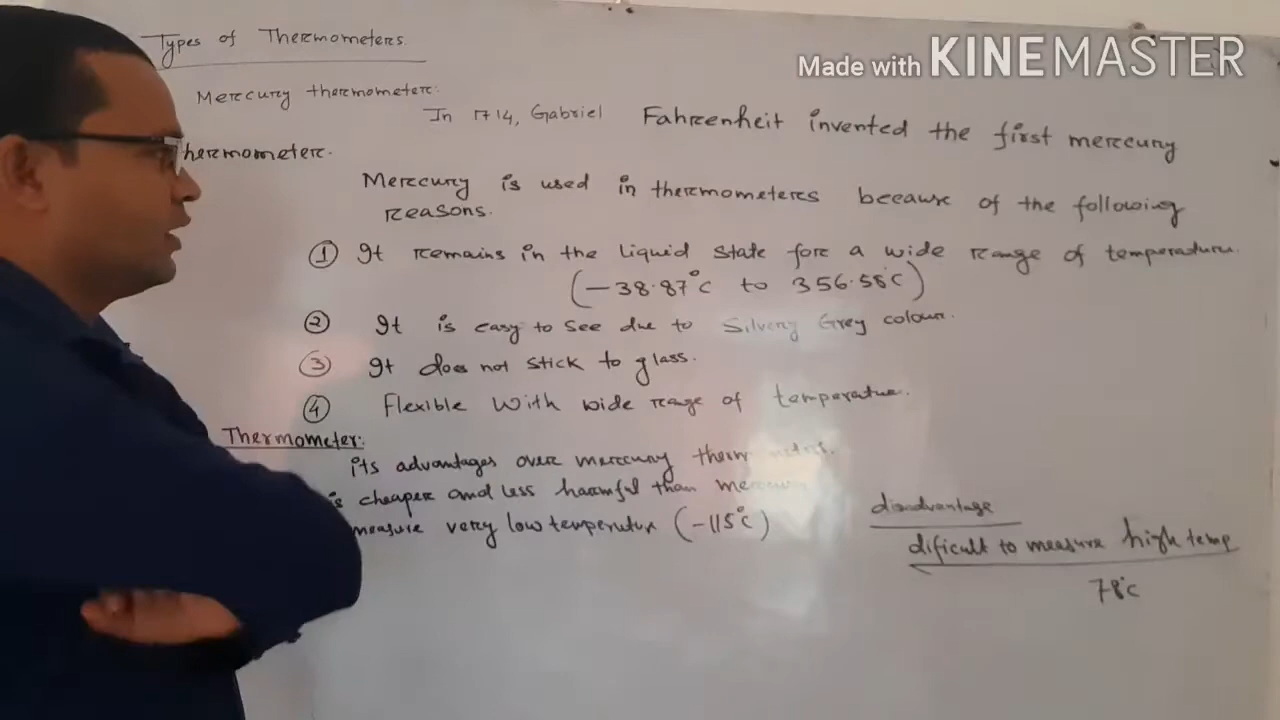 Types of Thermometers.
Made with KINEMASTER
Mercury thermometer:
In 1714, Gabriel Fahrenheit invented the first mercury
hermometer.
Mercury is used in thermometers because of the following
reasons.
① It remains in the liquid state for a wide range of temperature.
(-38.87°C to 356.58°C)
② It is easy to see due to Silvery Grey colour.
③ It does not stick to glass.
④ Flexible with wide range of temperature.
Thermometer:
its advantages over mercury
is cheaper and less harmful than
measure very low temperature (-115°C)
disadvantage
dificult to measure high temp
78°C